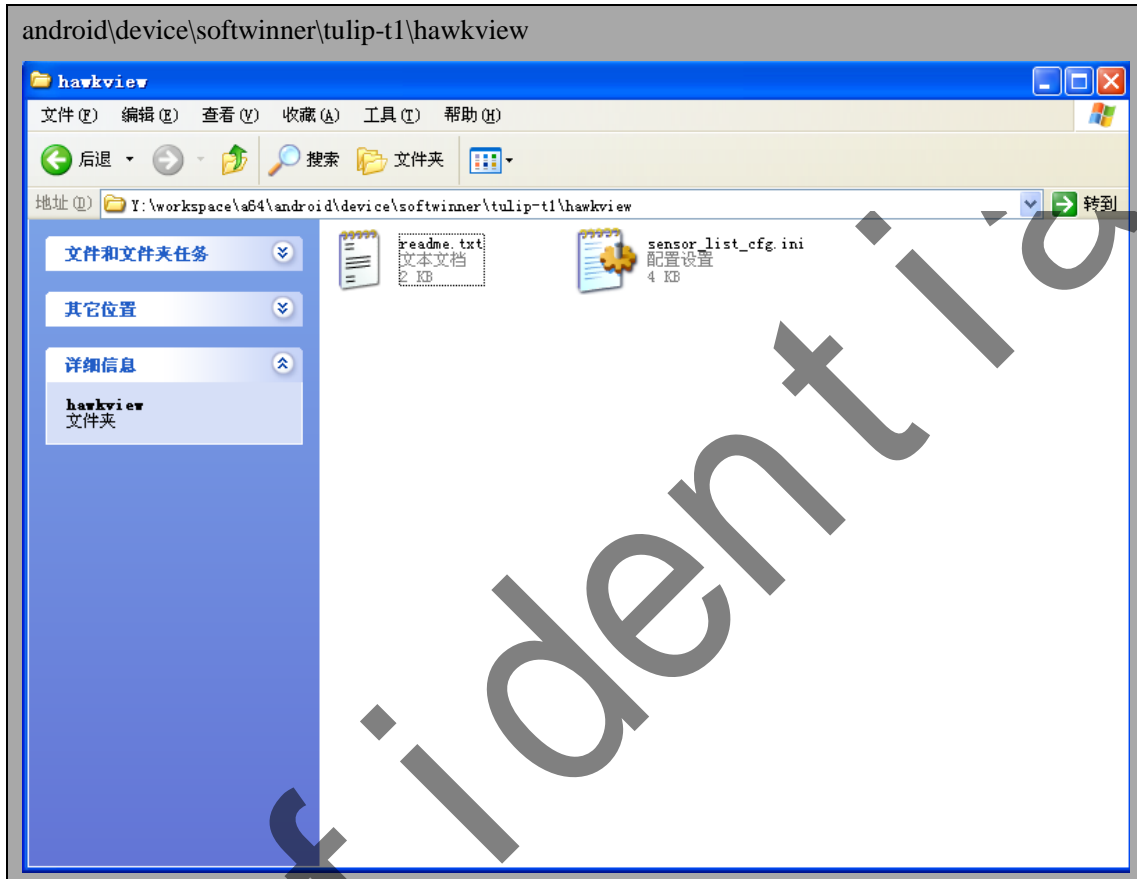 android\device\softwinner\tulip-t1\hawkview
hawkview
文件(F) 编辑(E) 查看(V) 收藏(A) 工具(T) 帮助(H)
后退 搜索 文件夹
地址(D) Y:\workspace\a64\android\device\softwinner\tulip-t1\hawkview 转到
文件和文件夹任务
其它位置
详细信息
hawkview
文件夹
readme.txt
文本文档
2 KB
sensor_list_cfg.ini
配置设置
4 KB
fidentia